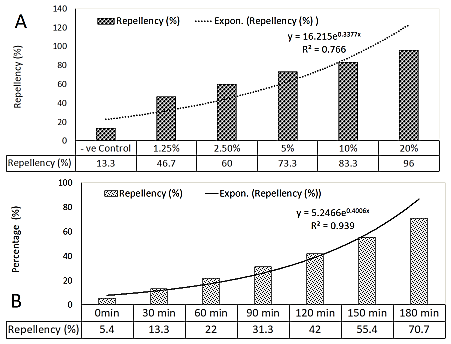 A
Repellency (%)
Expon. (Repellency (%) )
y = 16.215e^0.3377x
R² = 0.766
Repellency (%)
140
120
100
80
60
40
20
0
- ve Control 1.25% 2.50% 5% 10% 20%
Repellency (%) 13.3 46.7 60 73.3 83.3 96
Repellency (%)
Expon. (Repellency (%))
y = 5.2466e^0.4006x
R² = 0.939
Percentage (%)
100
80
60
40
20
0
B
0min 30 min 60 min 90 min 120 min 150 min 180 min
Repellency (%) 5.4 13.3 22 31.3 42 55.4 70.7